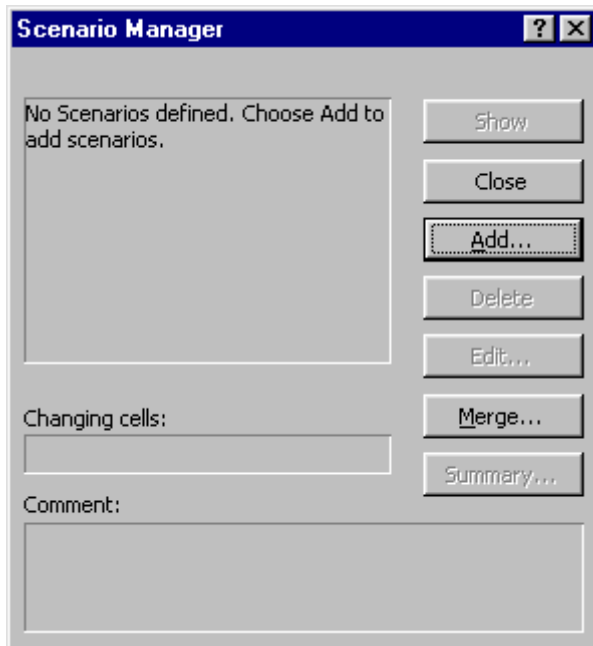 Scenario Manager
No Scenarios defined. Choose Add to
add scenarios.
Show
Close
Add...
Delete
Edit...
Merge...
Summary...
Changing cells:
Comment: